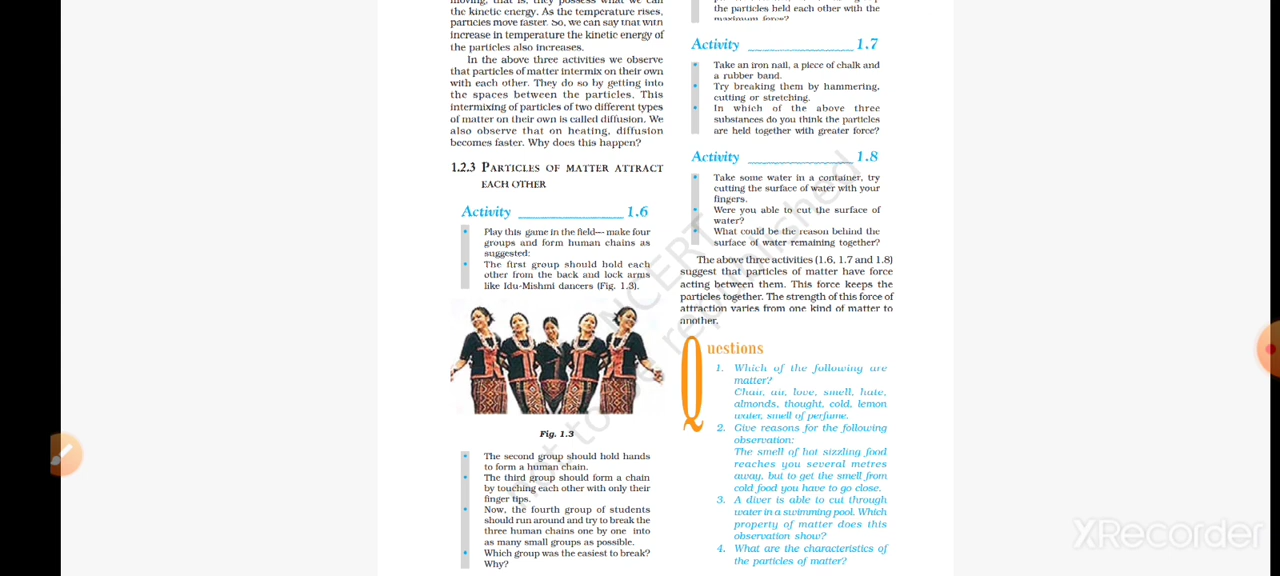 moving, that is, they possess what we call
the kinetic energy. As the temperature rises,
particles move faster. So, we can say that with
increase in temperature the kinetic energy of
the particles also increases.
In the above three activities we observe
that particles of matter intermix on their own
with each other. They do so by getting into
the spaces between the particles. This
intermixing of particles of two different types
of matter on their own is called diffusion. We
also observe that on heating, diffusion
becomes faster. Why does this happen?
1.2.3 PARTICLES OF MATTER ATTRACT
EACH OTHER
Activity ________________ 1.6
• Play this game in the field— make four
groups and form human chains as
suggested:
• The first group should hold each
other from the back and lock arms
like Idu-Mishmi dancers (Fig. 1.3).
Fig. 1.3
• The second group should hold hands
to form a human chain.
• The third group should form a chain
by touching each other with only their
finger tips.
• Now, the fourth group of students
should run around and try to break the
three human chains one by one into
as many small groups as possible.
• Which group was the easiest to break?
Why?
the particles held each other with the
maximum force?
Activity ________________ 1.7
• Take an iron nail, a piece of chalk and
a rubber band.
• Try breaking them by hammering,
cutting or stretching.
• In which of the above three
substances do you think the particles
are held together with greater force?
Activity ________________ 1.8
• Take some water in a container, try
cutting the surface of water with your
fingers.
• Were you able to cut the surface of
water?
• What could be the reason behind the
surface of water remaining together?
The above three activities (1.6, 1.7 and 1.8)
suggest that particles of matter have force
acting between them. This force keeps the
particles together. The strength of this force of
attraction varies from one kind of matter to
another.
Questions
1. Which of the following are
matter?
Chair, air, love, smell, hate,
almonds, thought, cold, lemon
water, smell of perfume.
2. Give reasons for the following
observation:
The smell of hot sizzling food
reaches you several metres
away, but to get the smell from
cold food you have to go close.
3. A diver is able to cut through
water in a swimming pool. Which
property of matter does this
observation show?
4. What are the characteristics of
the particles of matter?
NCERT
not to be republished
XRecorder